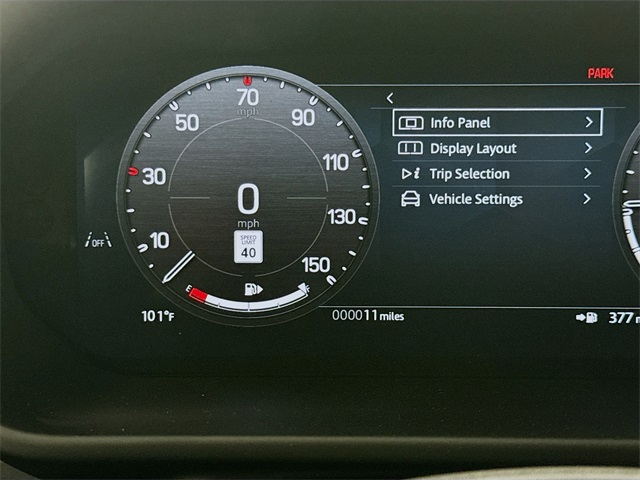 PARK
70
mph
50
90
30
110
10
130
150
0
mph
SPEED
LIMIT
40
OFF
E
F
Info Panel
Display Layout
Trip Selection
Vehicle Settings
101°F
000011 miles
377